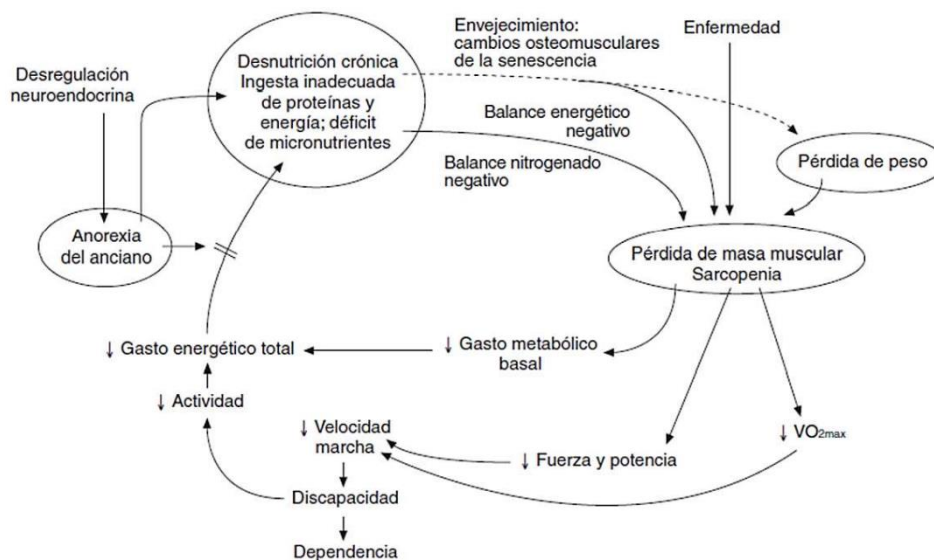 Desregulación
neuroendocrina
Desnutrición crónica
Ingesta inadecuada
de proteínas y
energía; déficit
de micronutrientes
Envejecimiento:
cambios osteomusculares
de la senescencia
Enfermedad
Balance energético
negativo
Balance nitrogenado
negativo
Pérdida de peso
Anorexia
del anciano
Pérdida de masa muscular
Sarcopenia
↓ Gasto energético total
↓ Gasto metabólico
basal
↓ Actividad
↓ Velocidad
marcha
↓ Fuerza y potencia
↓ VO2max
Discapacidad
Dependencia